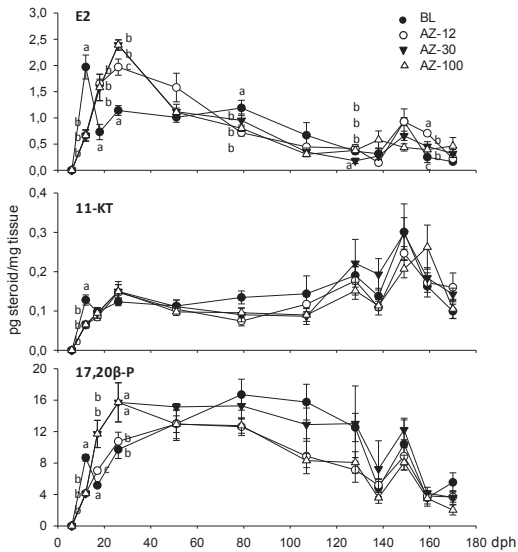 E2
BL
AZ-12
AZ-30
AZ-100
3,5
3,0
2,5
2,0
1,5
1,0
0,5
0,0
a
b
b
b
a
b
b
c
b
b
a
a
b
b
b
b
b
a
a
b
c
11-KT
0,4
0,3
0,2
0,1
0,0
a
b
b
pg steroid/mg tissue
17,20β-P
20
16
12
8
4
0
b
b
a
b
b
a
c
a
a
b
b
0 20 40 60 80 100 120 140 160 180 dph